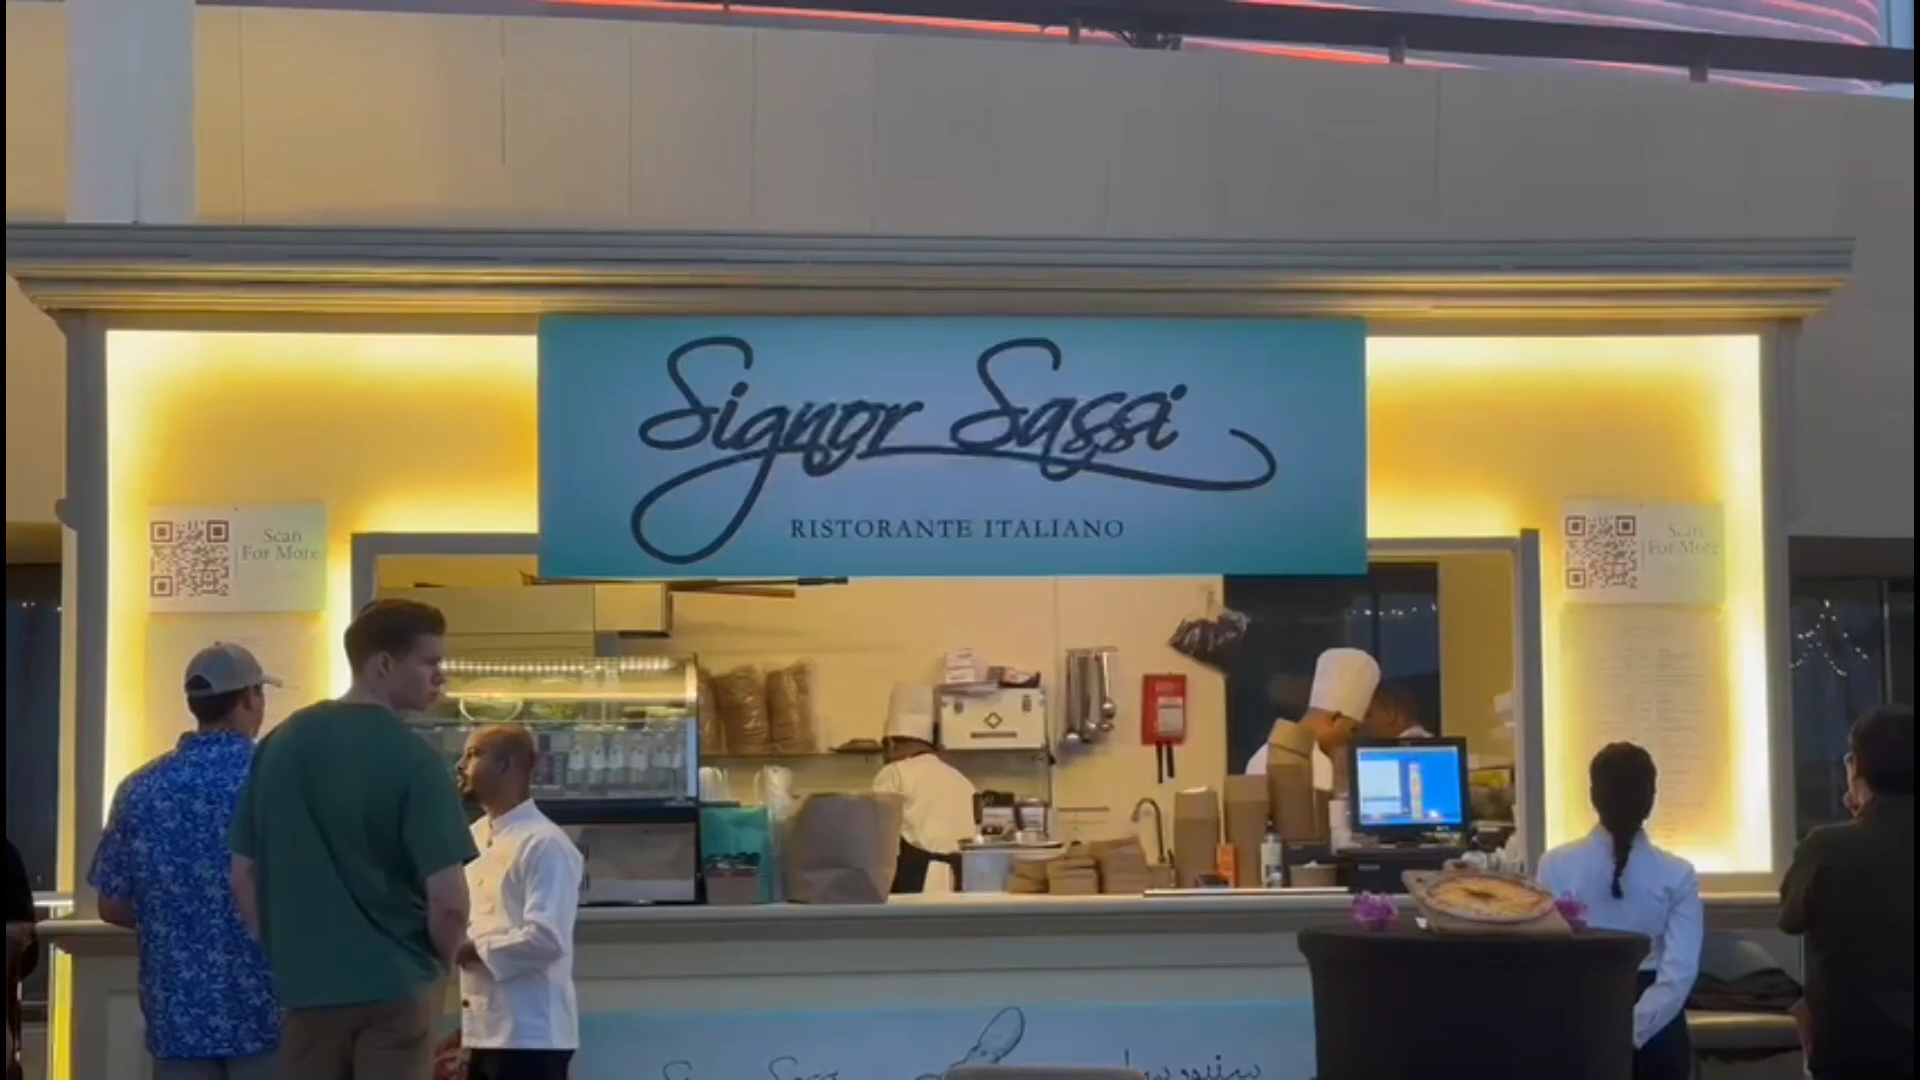 Signor Sassi
RISTORANTE ITALIANO
Scan
For More
Scan
For More